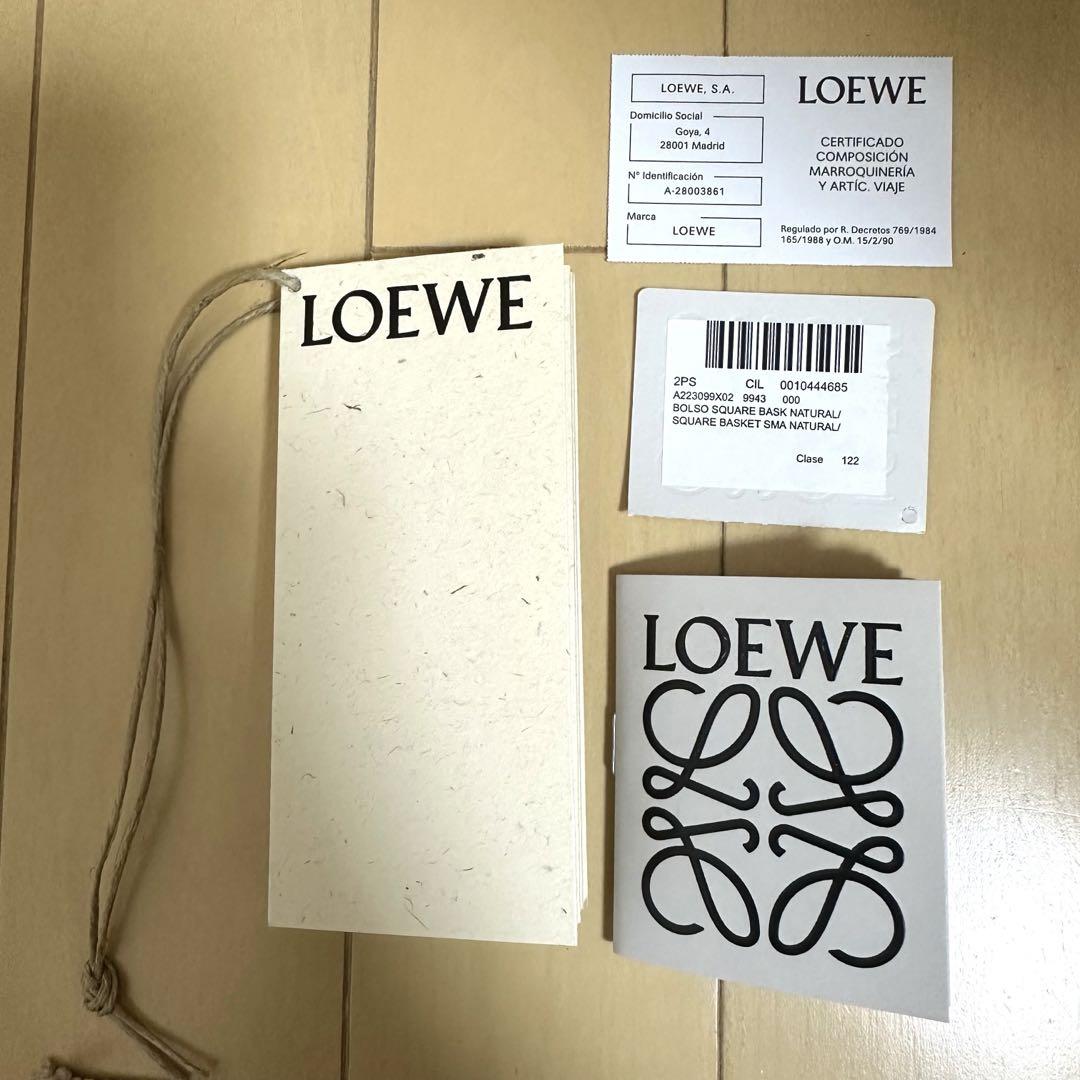 LOEWE
LOEWE, S.A.
Domicilio Social
Goya, 4
28001 Madrid
Nº Identificación
A-28003861
Marca
LOEWE
LOEWE
CERTIFICADO
COMPOSICIÓN
MARROQUINERÍA
Y ARTÍC. VIAJE
Regulado por R. Decretos 769/1984
165/1988 y O.M. 15/2/90
2PS CIL 0010444685
A223099X02 9943 000
BOLSO SQUARE BASK NATURAL/
SQUARE BASKET SMA NATURAL/
Clase 122
LOEWE